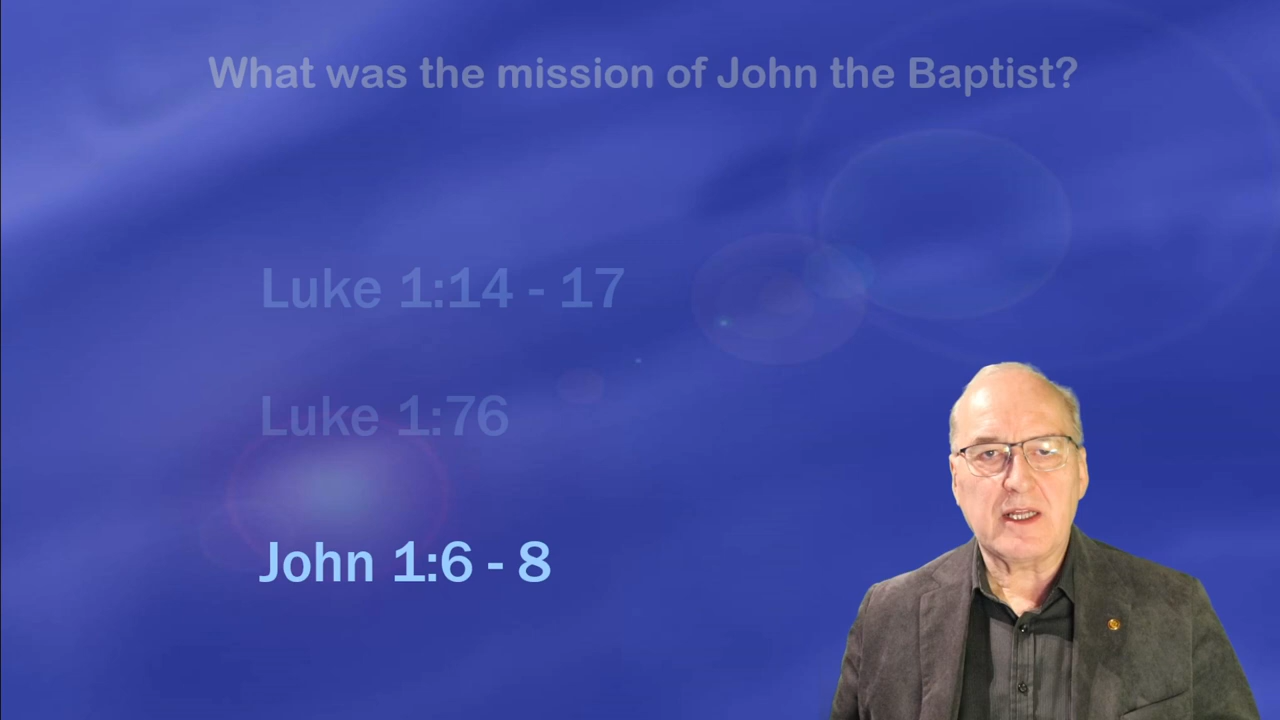 What was the mission of John the Baptist?
Luke 1:14 - 17
Luke 1:76
John 1:6 - 8